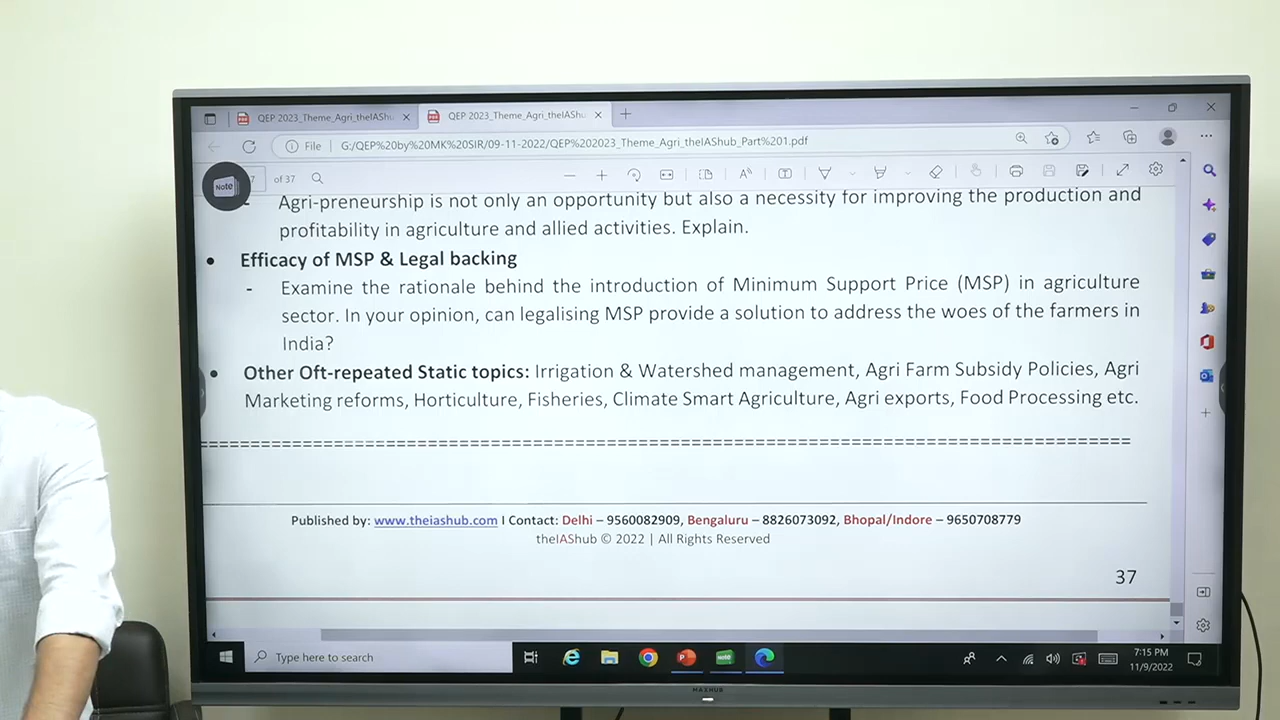 QEP 2023_Theme_Agri_theIAShu
QEP 2023_Theme_Agri_theIAShu
File G:/QEP%20by%20MK%20SIR/09-11-2022/QEP%202023_Theme_Agri_theIAShub_Part%201.pdf
Note
7 of 37
Agri-preneurship is not only an opportunity but also a necessity for improving the production and
profitability in agriculture and allied activities. Explain.
• Efficacy of MSP & Legal backing
- Examine the rationale behind the introduction of Minimum Support Price (MSP) in agriculture
sector. In your opinion, can legalising MSP provide a solution to address the woes of the farmers in
India?
• Other Oft-repeated Static topics: Irrigation & Watershed management, Agri Farm Subsidy Policies, Agri
Marketing reforms, Horticulture, Fisheries, Climate Smart Agriculture, Agri exports, Food Processing etc.
Published by: www.theiashub.com I Contact: Delhi – 9560082909, Bengaluru – 8826073092, Bhopal/Indore – 9650708779
theIAShub © 2022 | All Rights Reserved
37
Type here to search
7:15 PM
11/9/2022
MAXHUB